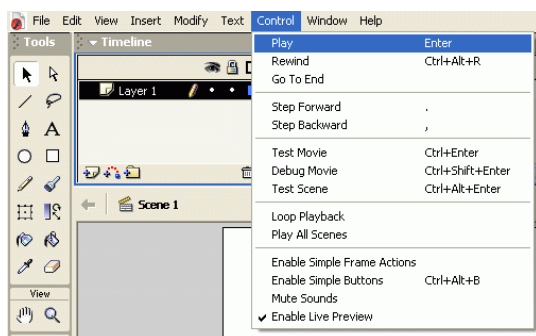 File Edit View Insert Modify Text Control Window Help
Tools
Timeline
Layer 1
Scene 1
View
Play Enter
Rewind Ctrl+Alt+R
Go To End
Step Forward .
Step Backward ,
Test Movie Ctrl+Enter
Debug Movie Ctrl+Shift+Enter
Test Scene Ctrl+Alt+Enter
Loop Playback
Play All Scenes
Enable Simple Frame Actions
Enable Simple Buttons Ctrl+Alt+B
Mute Sounds
Enable Live Preview